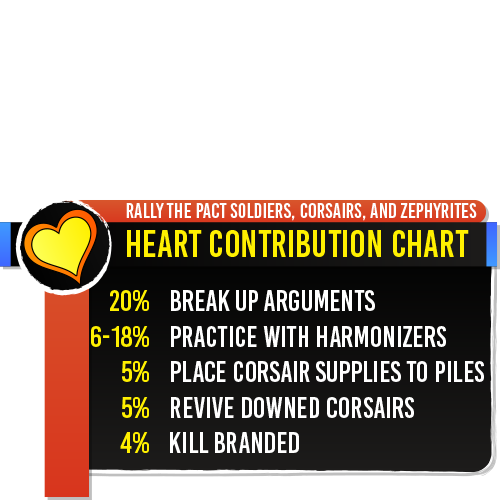 RALLY THE PACT SOLDIERS, CORSAIRS, AND ZEPHYRITES
HEART CONTRIBUTION CHART
20% BREAK UP ARGUMENTS
6-18% PRACTICE WITH HARMONIZERS
5% PLACE CORSAIR SUPPLIES TO PILES
5% REVIVE DOWNED CORSAIRS
4% KILL BRANDED